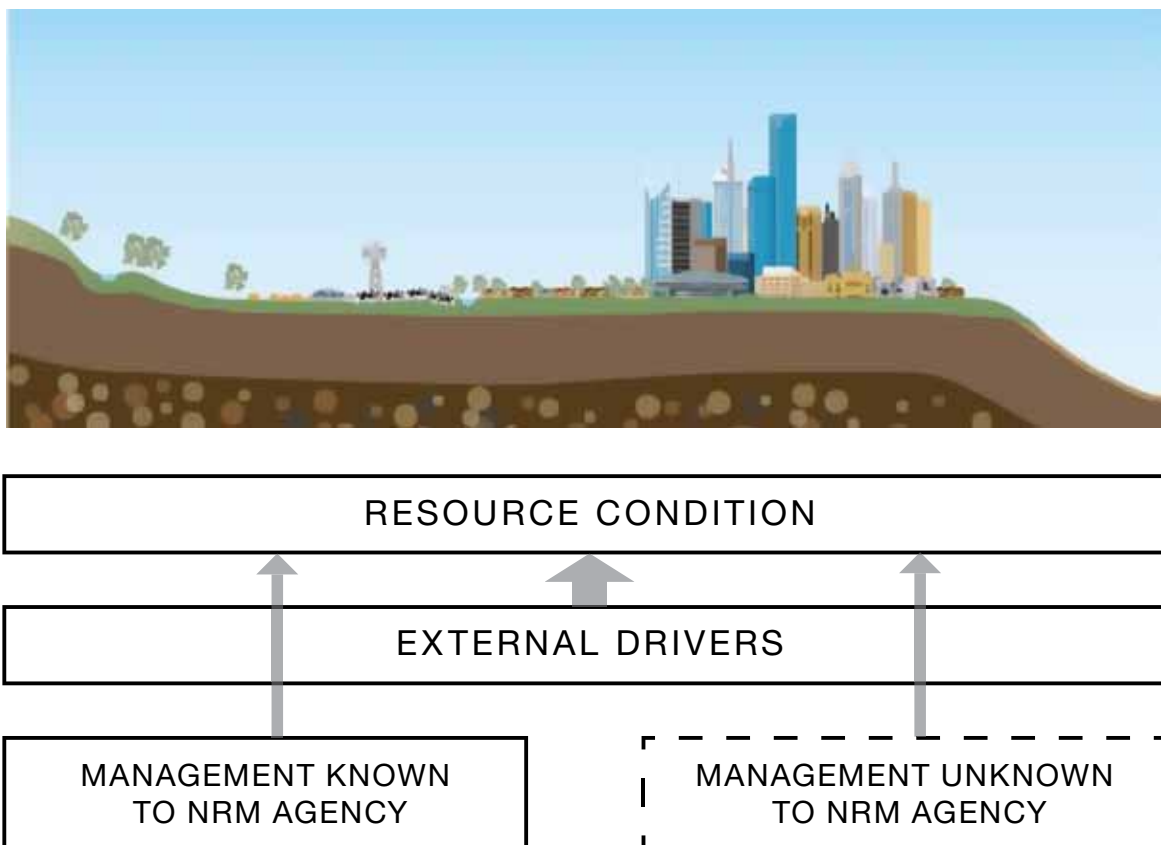 RESOURCE CONDITION
EXTERNAL DRIVERS
MANAGEMENT KNOWN
TO NRM AGENCY
MANAGEMENT UNKNOWN
TO NRM AGENCY